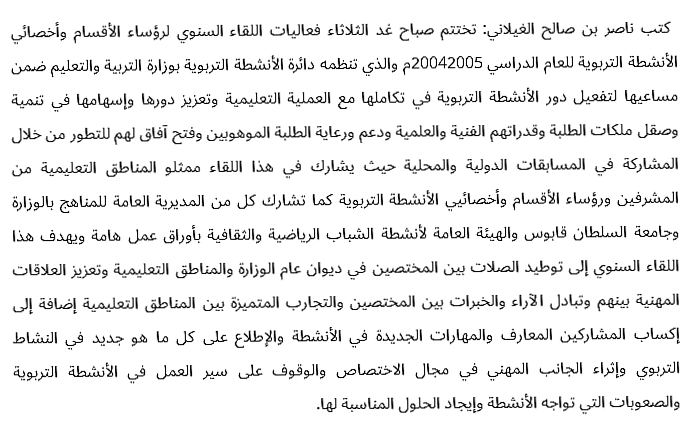 كتب ناصر بن صالح الغيلاني: تختتم صباح غد الثلاثاء فعاليات اللقاء السنوي لرؤساء الأقسام وأخصائي
الأنشطة التربوية للعام الدراسي 20042005م والذي تنظمه دائرة الأنشطة التربوية بوزارة التربية والتعليم ضمن
مساعيها لتفعيل دور الأنشطة التربوية في تكاملها مع العملية التعليمية وتعزيز دورها وإسهامها في تنمية
وصقل ملكات الطلبة وقدراتهم الفنية والعلمية ودعم ورعاية الطلبة الموهوبين وفتح آفاق لهم للتطور من خلال
المشاركة في المسابقات الدولية والمحلية حيث يشارك في هذا اللقاء ممثلو المناطق التعليمية من
المشرفين ورؤساء الأقسام وأخصائيي الأنشطة التربوية كما تشارك كل من المديرية العامة للمناهج بالوزارة
وجامعة السلطان قابوس والهيئة العامة لأنشطة الشباب الرياضية والثقافية بأوراق عمل هامة ويهدف هذا
اللقاء السنوي إلى توطيد الصلات بين المختصين في ديوان عام الوزارة والمناطق التعليمية وتعزيز العلاقات
المهنية بينهم وتبادل الآراء والخبرات بين المختصين والتجارب المتميزة بين المناطق التعليمية إضافة إلى
إكساب المشاركين المعارف والمهارات الجديدة في الأنشطة والإطلاع على كل ما هو جديد في النشاط
التربوي وإثراء الجانب المهني في مجال الاختصاص والوقوف على سير العمل في الأنشطة التربوية
والصعوبات التي تواجه الأنشطة وإيجاد الحلول المناسبة لها.